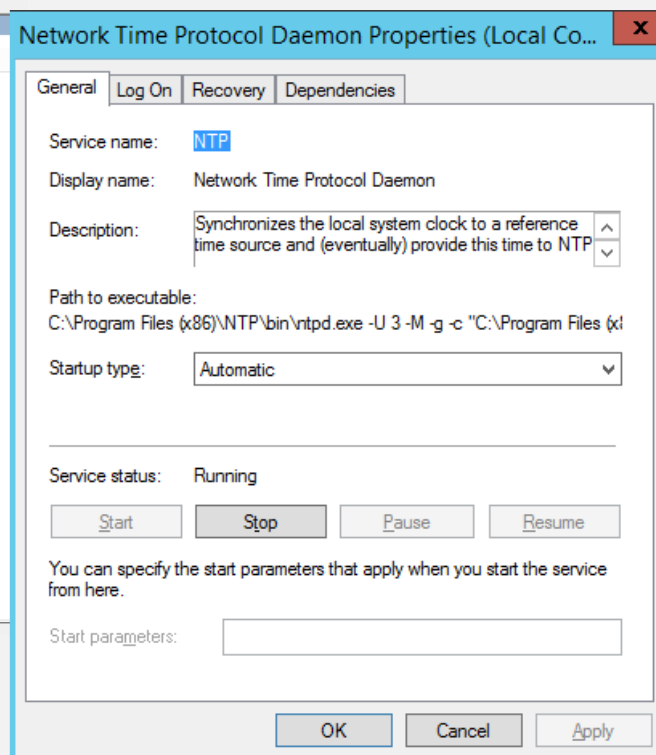 Network Time Protocol Daemon Properties (Local Co...
x
General Log On Recovery Dependencies
Service name: NTP
Display name: Network Time Protocol Daemon
Description: Synchronizes the local system clock to a reference
time source and (eventually) provide this time to NTP
Path to executable:
C:\Program Files (x86)\NTP\bin\ntpd.exe -U 3 -M -g -c "C:\Program Files (x8
Startup type: Automatic
Service status: Running
Start Stop Pause Resume
You can specify the start parameters that apply when you start the service
from here.
Start parameters:
OK Cancel Apply